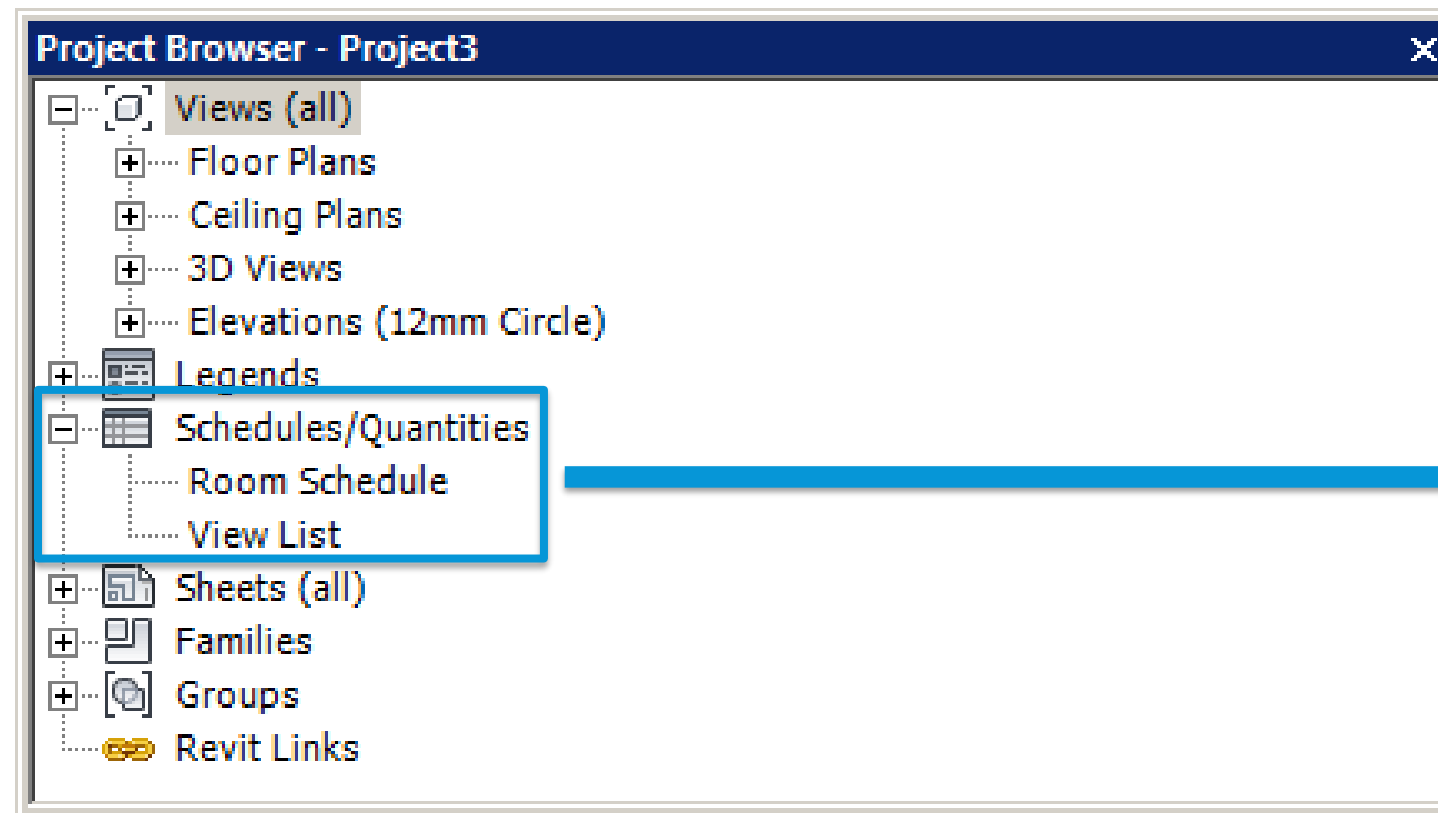 Project Browser - Project3
Views (all)
Floor Plans
Ceiling Plans
3D Views
Elevations (12mm Circle)
Legends
Schedules/Quantities
Room Schedule
View List
Sheets (all)
Families
Groups
Revit Links